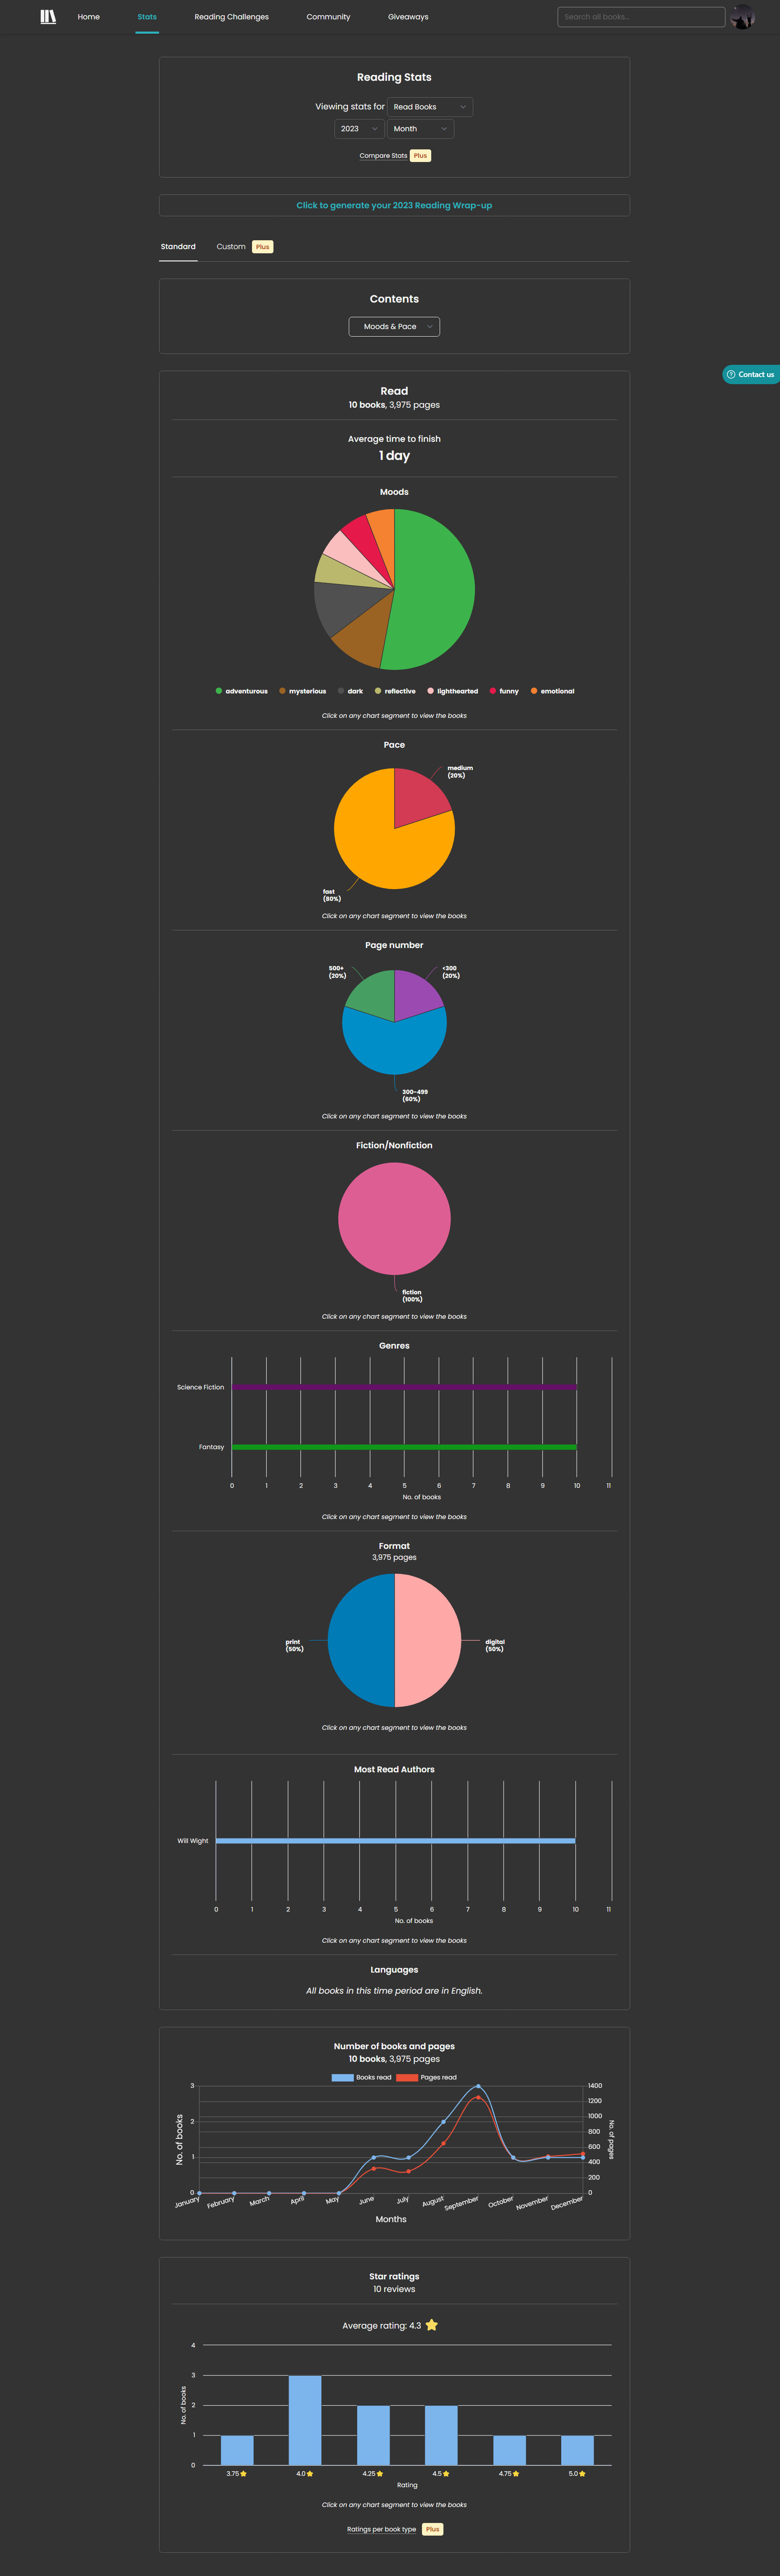 Home Stats Reading Challenges Community Giveaways Search all books...
Reading Stats
Viewing stats for Read Books
2023 Month
Compare Stats Plus
Click to generate your 2023 Reading Wrap-up
Standard Custom Plus
Contents
Moods & Pace
Contact us
Read
10 books, 3,975 pages
Average time to finish
1 day
Moods
adventurous mysterious dark reflective lighthearted funny emotional
Click on any chart segment to view the books
Pace
medium
(20%)
fast
(80%)
Click on any chart segment to view the books
Page number
500+
(20%)
<300
(20%)
300-499
(60%)
Click on any chart segment to view the books
Fiction/Nonfiction
fiction
(100%)
Click on any chart segment to view the books
Genres
Science Fiction
Fantasy
0 1 2 3 4 5 6 7 8 9 10 11
No. of books
Click on any chart segment to view the books
Format
3,975 pages
print
(50%)
digital
(50%)
Click on any chart segment to view the books
Most Read Authors
Will Wight
0 1 2 3 4 5 6 7 8 9 10 11
No. of books
Click on any chart segment to view the books
Languages
All books in this time period are in English.
Number of books and pages
10 books, 3,975 pages
Books read Pages read
3
2
1
0
No. of books
1400
1200
1000
800
600
400
200
0
No. of pages
January February March April May June July August September October November December
Months
Star ratings
10 reviews
Average rating: 4.3
4
3
2
1
0
No. of books
3.75 4.0 4.25 4.5 4.75 5.0
Rating
Click on any chart segment to view the books
Ratings per book type Plus